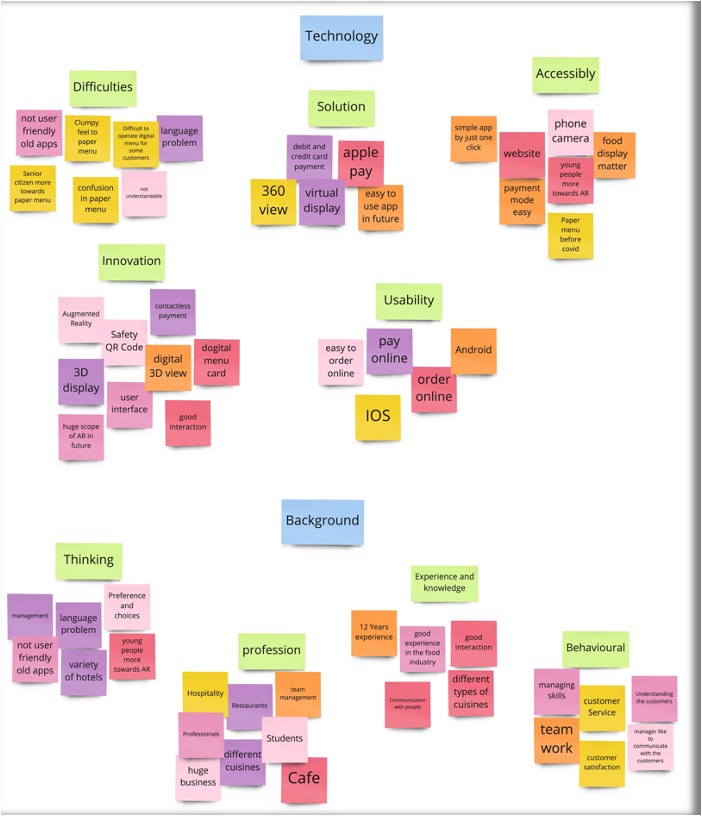 Technology
Difficulties
not user
friendly
old apps
Clumpy
feel to
paper
menu
Difficult to
operate digital
menu for
some
customers
language
problem
Senior
citizen more
towards
paper menu
confusion
in paper
menu
not
understandable
Solution
debit and
credit card
payment
apple
pay
360
view
virtual
display
easy to
use app
in future
Accessibly
simple app
by just one
click
website
phone
camera
food
display
matter
payment
mode
easy
young
people
more
towards AR
Paper
menu
before
covid
Innovation
Augmented
Reality
Safety
QR Code
contactless
payment
3D
display
digital
3D view
dogital
menu
card
user
interface
huge scope
of AR in
future
good
interaction
Usability
easy to
order
online
pay
online
Android
order
online
IOS
Background
Thinking
management
language
problem
Preference
and
choices
not user
friendly
old apps
variety
of hotels
young
people
more
towards AR
profession
Hospitality
Restaurants
team
management
Professionals
different
cuisines
Students
huge
business
Cafe
Experience and
knowledge
12 Years
experience
good
experience
in the food
industry
good
interaction
Communication
with people
different
types of
cuisines
Behavioural
managing
skills
customer
Service
Understanding
the customers
team
work
customer
satisfaction
manager like
to
communicate
with the
customers